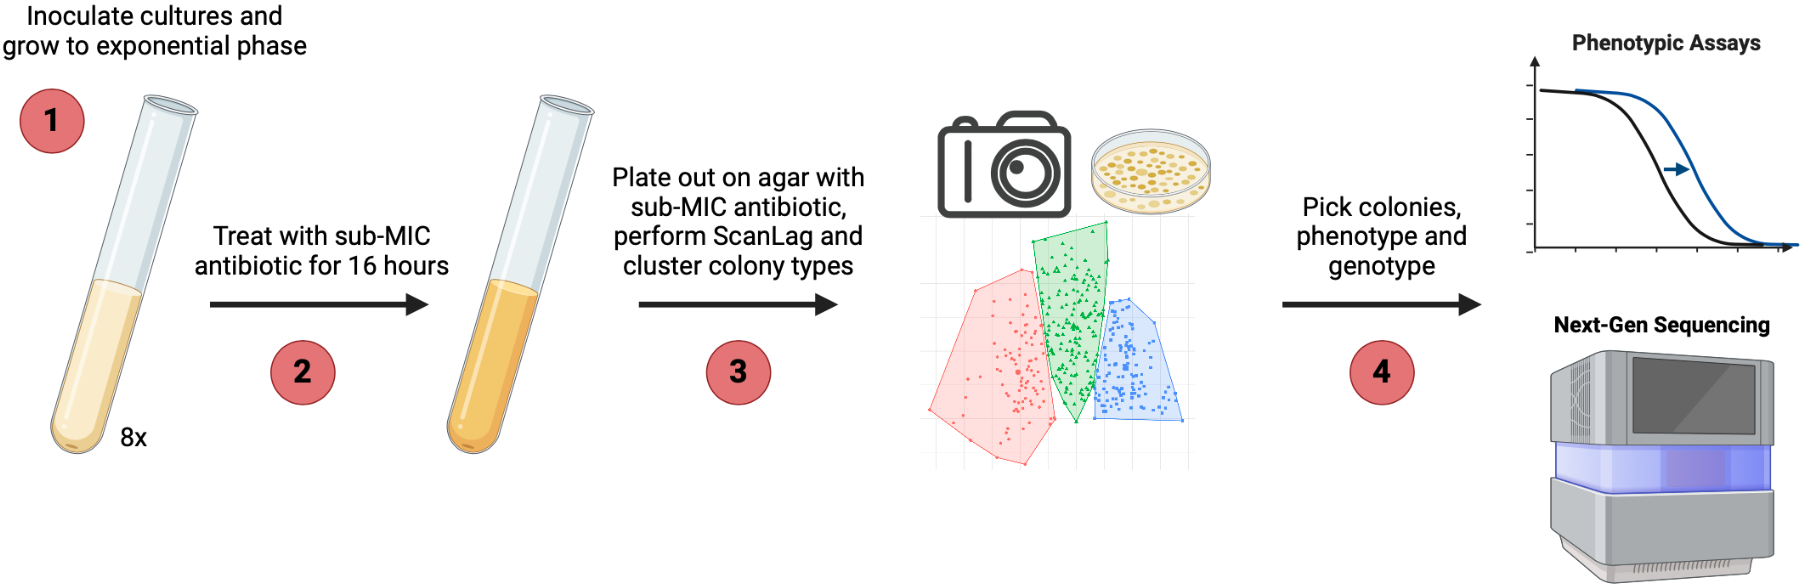 Inoculate cultures and
grow to exponential phase
1
8x
Treat with sub-MIC
antibiotic for 16 hours
2
Plate out on agar with
sub-MIC antibiotic,
perform ScanLag and
cluster colony types
3
Pick colonies,
phenotype and
genotype
4
Phenotypic Assays
Next-Gen Sequencing